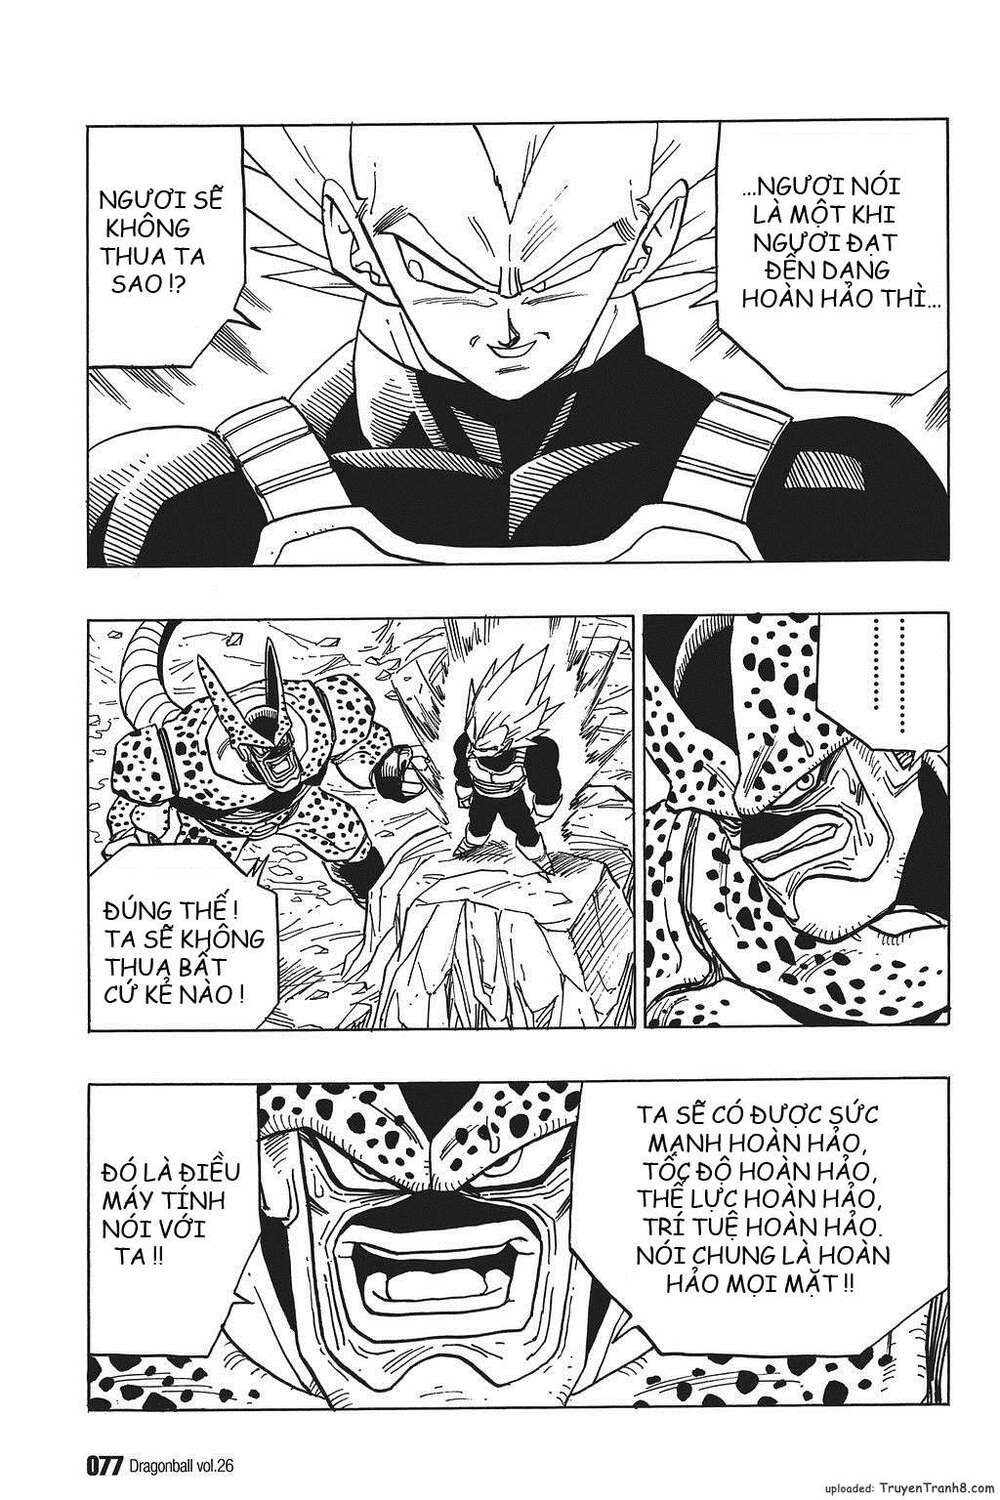 ...NGƯƠI NÓI
LÀ MỘT KHI
NGƯƠI ĐẠT
ĐẾN DẠNG
HOÀN HẢO THÌ...
NGƯƠI SẼ
KHÔNG
THUA TA
SAO !?
.........
.........
ĐÚNG THẾ !
TA SẼ KHÔNG
THUA BẤT
CỨ KẺ NÀO !
TA SẼ CÓ ĐƯỢC SỨC
MẠNH HOÀN HẢO,
TỐC ĐỘ HOÀN HẢO,
THỂ LỰC HOÀN HẢO,
TRÍ TUỆ HOÀN HẢO.
NÓI CHUNG LÀ HOÀN
HẢO MỌI MẶT !!
ĐÓ LÀ ĐIỀU
MÁY TÍNH
NÓI VỚI
TA !!
077 Dragonball vol.26
uploaded: TruyenTranh8.com